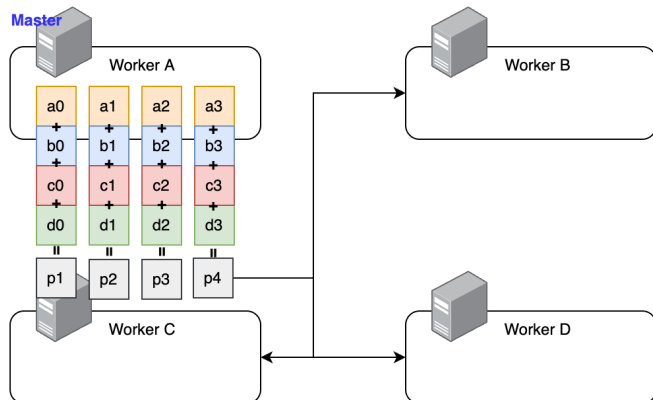 Master
Worker A
Worker B
a0 a1 a2 a3
+ + + +
b0 b1 b2 b3
+ + + +
c0 c1 c2 c3
+ + + +
d0 d1 d2 d3
= = = =
p1 p2 p3 p4
Worker C
Worker D